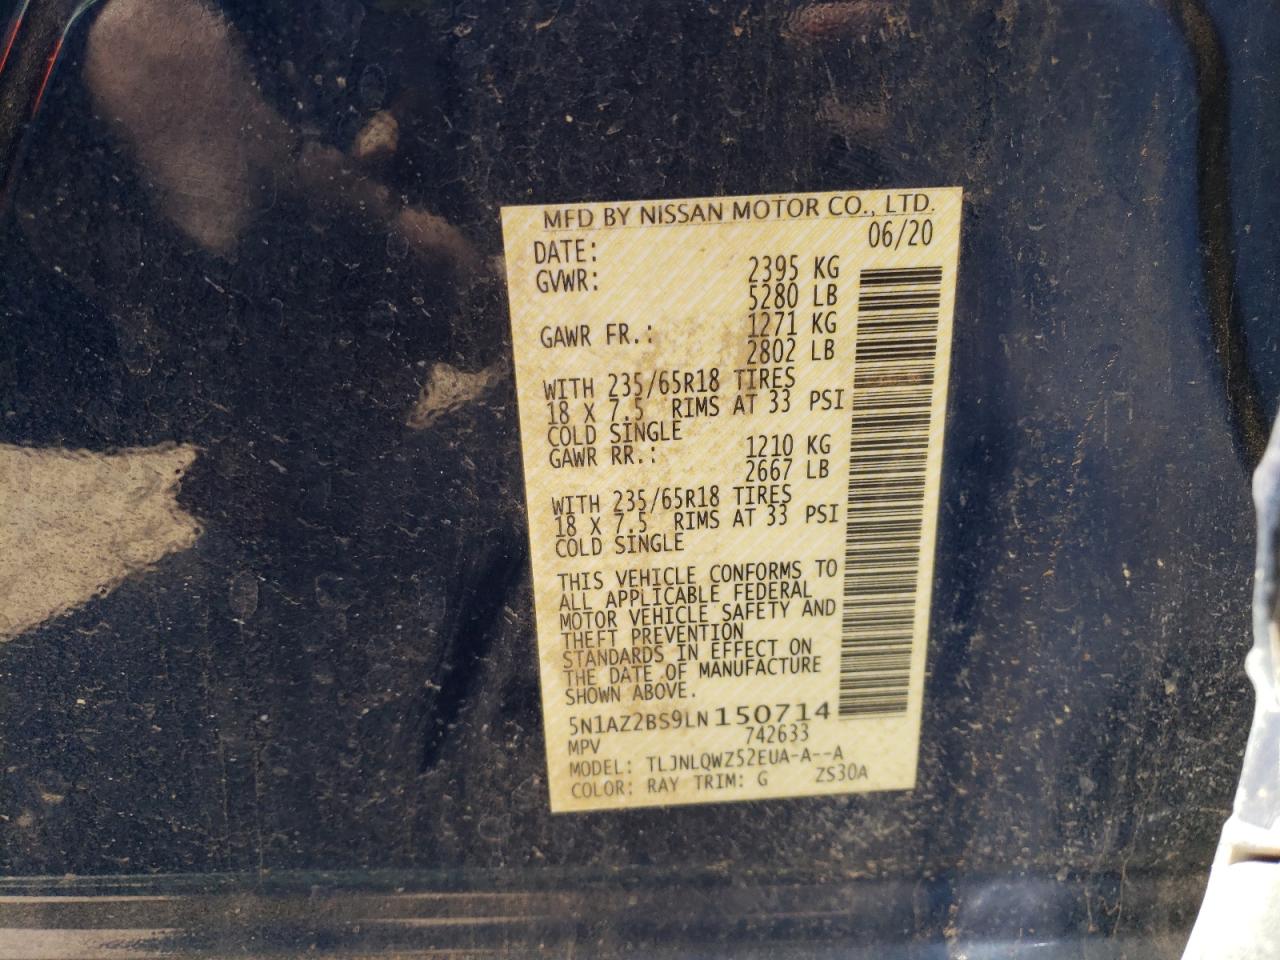 MFD BY NISSAN MOTOR CO., LTD.
DATE: 06/20
GVWR: 2395 KG
5280 LB
GAWR FR.: 1271 KG
2802 LB
WITH 235/65R18 TIRES
18 X 7.5 RIMS AT 33 PSI
COLD SINGLE
GAWR RR.: 1210 KG
2667 LB
WITH 235/65R18 TIRES
18 X 7.5 RIMS AT 33 PSI
COLD SINGLE
THIS VEHICLE CONFORMS TO
ALL APPLICABLE FEDERAL
MOTOR VEHICLE SAFETY AND
THEFT PREVENTION
STANDARDS IN EFFECT ON
THE DATE OF MANUFACTURE
SHOWN ABOVE.
5N1AZ2BS9LN150714
MPV 742633
MODEL: TLJNLQWZ52EUA-A--A
COLOR: RAY TRIM: G ZS30A